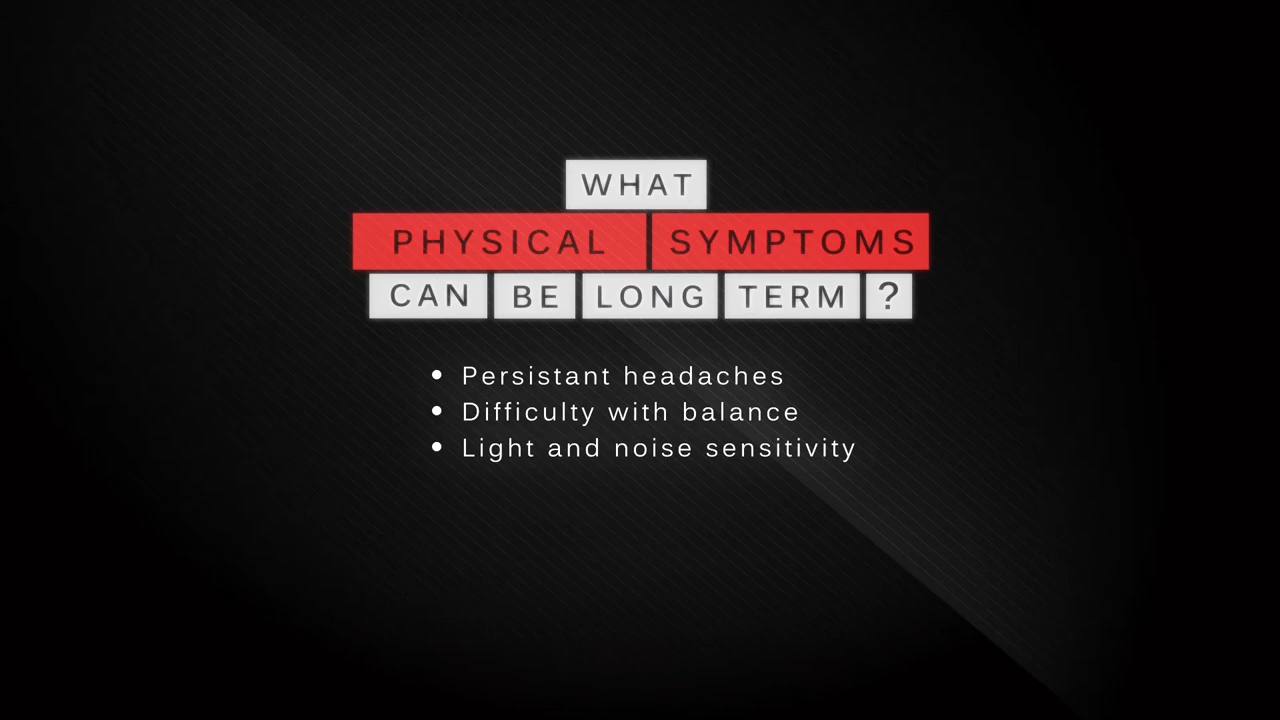 WHAT
PHYSICAL SYMPTOMS
CAN BE LONG TERM ?
• Persistant headaches
• Difficulty with balance
• Light and noise sensitivity